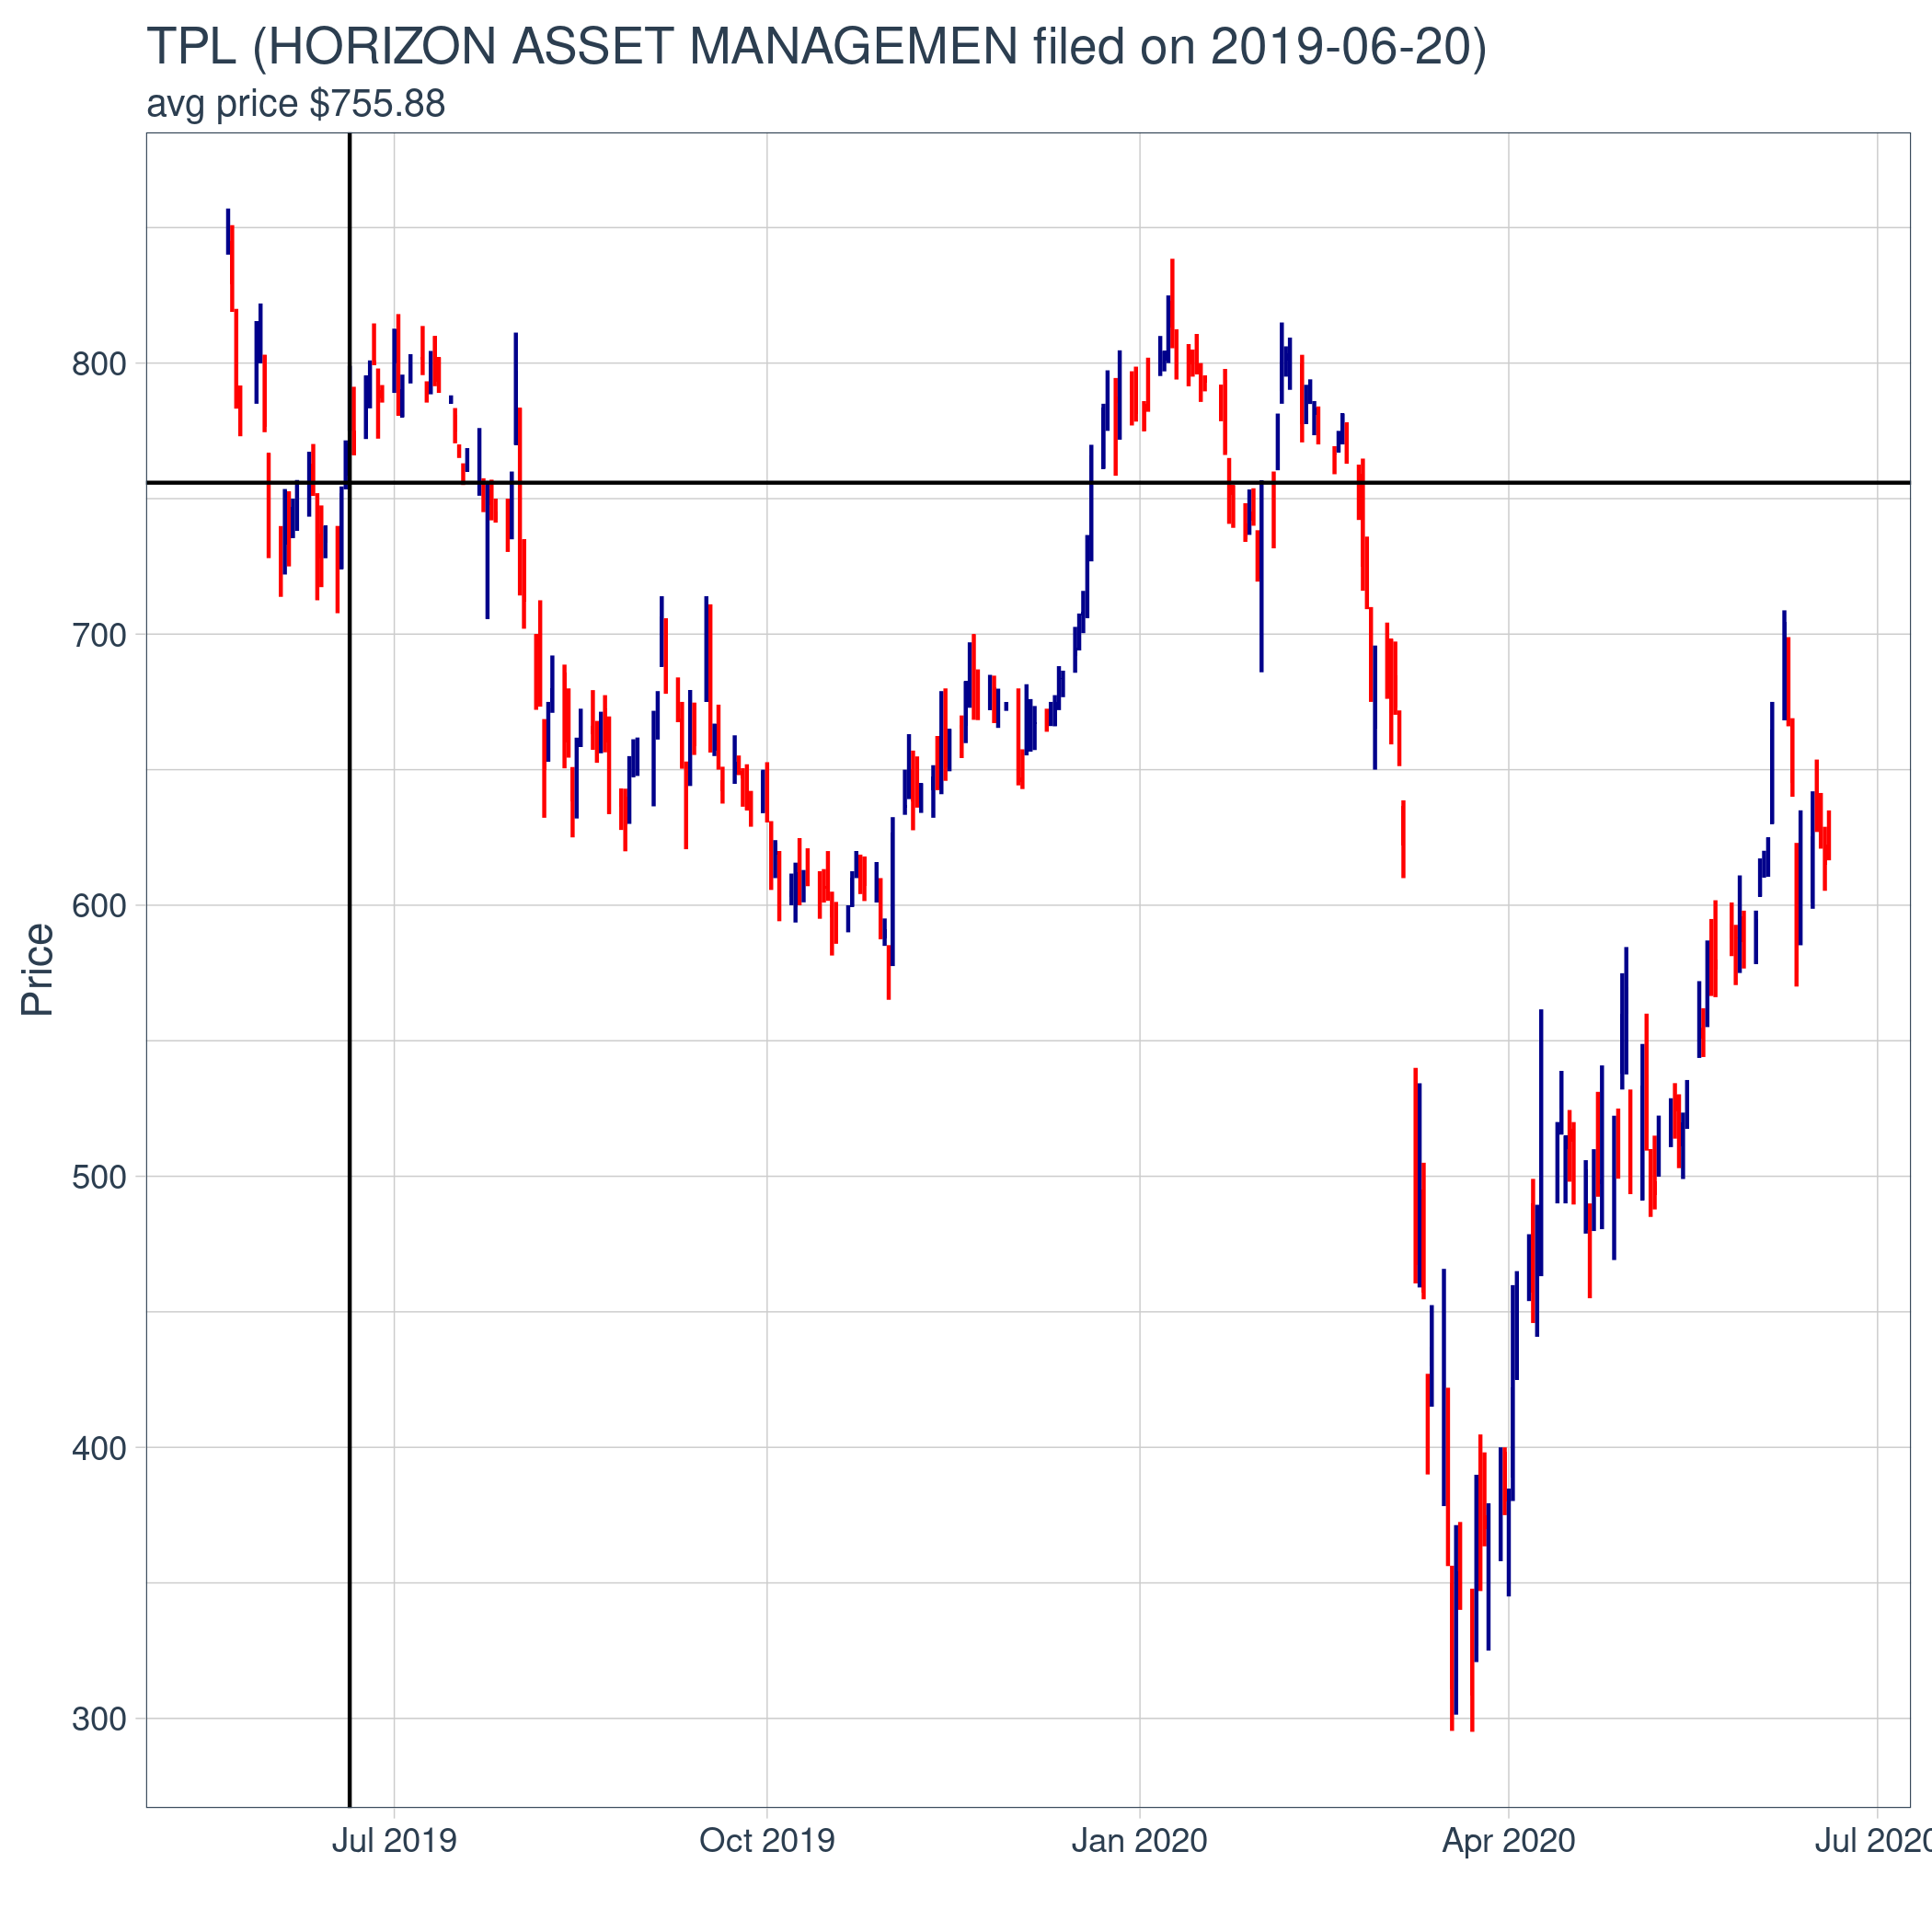 TPL (HORIZON ASSET MANAGEMEN filed on 2019-06-20)
avg price $755.88
800
700
600
500
400
300
Price
Jul 2019
Oct 2019
Jan 2020
Apr 2020
Jul 2020